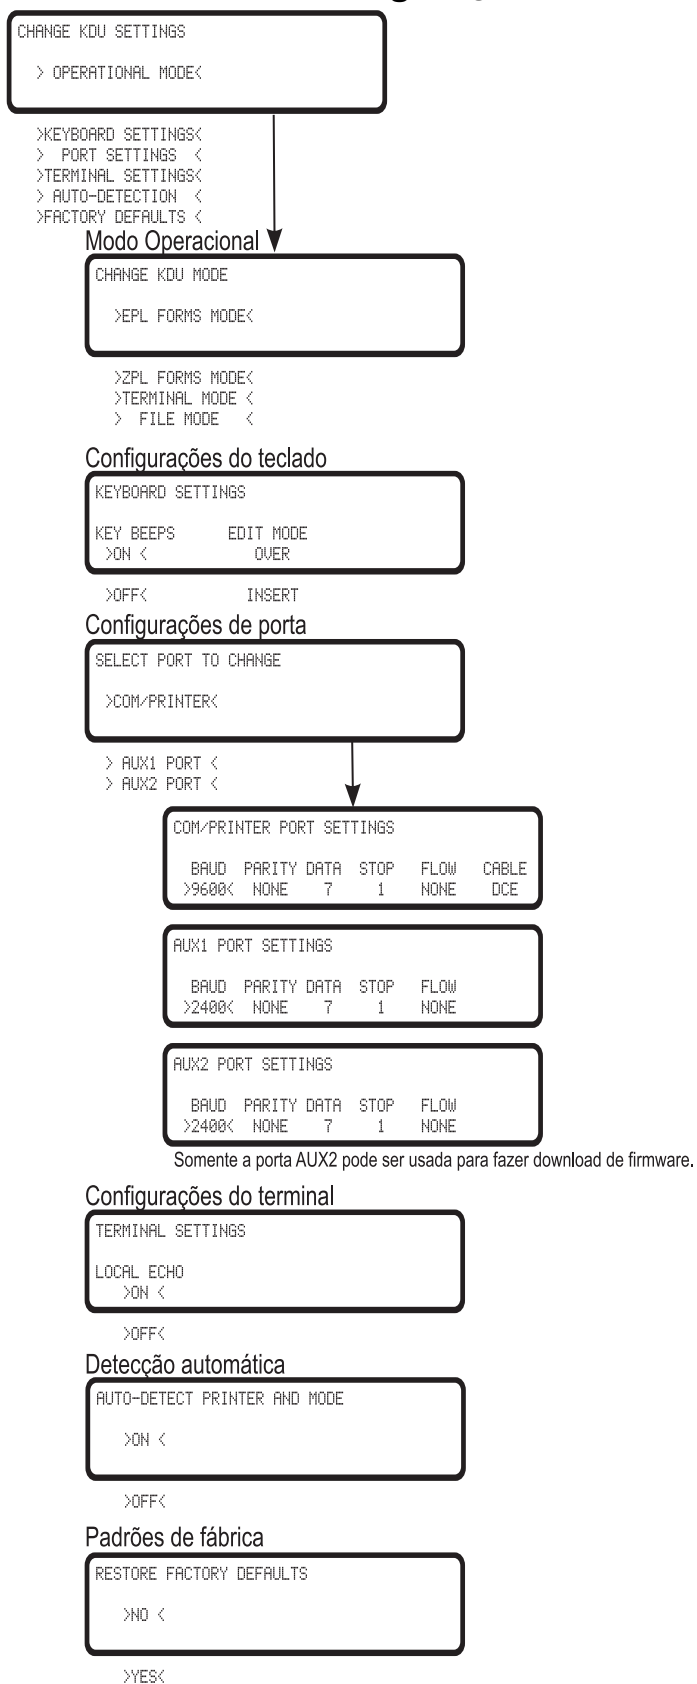 CHANGE KDU SETTINGS
> OPERATIONAL MODE<
>KEYBOARD SETTINGS<
> PORT SETTINGS <
>TERMINAL SETTINGS<
> AUTO-DETECTION <
>FACTORY DEFAULTS <
Modo Operacional
CHANGE KDU MODE
>EPL FORMS MODE<
>ZPL FORMS MODE<
>TERMINAL MODE <
> FILE MODE <
Configurações do teclado
KEYBOARD SETTINGS
KEY BEEPS EDIT MODE
>ON < OVER
>OFF< INSERT
Configurações de porta
SELECT PORT TO CHANGE
>COM/PRINTER<
> AUX1 PORT <
> AUX2 PORT <
COM/PRINTER PORT SETTINGS
BAUD PARITY DATA STOP FLOW CABLE
>9600< NONE 7 1 NONE DCE
AUX1 PORT SETTINGS
BAUD PARITY DATA STOP FLOW
>2400< NONE 7 1 NONE
AUX2 PORT SETTINGS
BAUD PARITY DATA STOP FLOW
>2400< NONE 7 1 NONE
Somente a porta AUX2 pode ser usada para fazer download de firmware.
Configurações do terminal
TERMINAL SETTINGS
LOCAL ECHO
>ON <
>OFF<
Detecção automática
AUTO-DETECT PRINTER AND MODE
>ON <
>OFF<
Padrões de fábrica
RESTORE FACTORY DEFAULTS
>NO <
>YES<